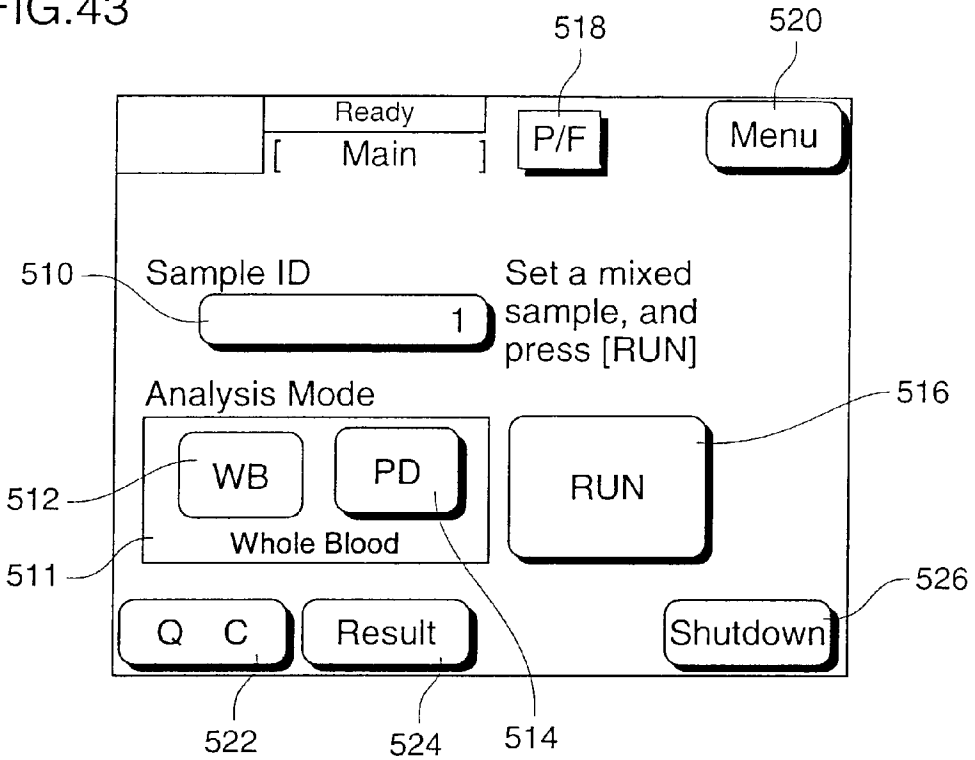 FIG.43
518
520
Ready
[ Main ]
P/F
Menu
510
Sample ID
1
Set a mixed
sample, and
press [RUN]
Analysis Mode
516
512
WB
PD
RUN
Whole Blood
511
526
Q C
Result
Shutdown
522
524
514